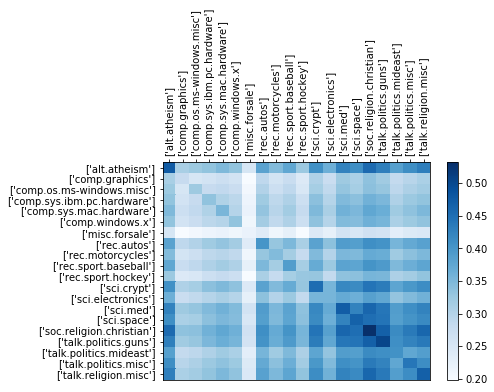 ['alt.atheism']
['comp.graphics']
['comp.os.ms-windows.misc']
['comp.sys.ibm.pc.hardware']
['comp.sys.mac.hardware']
['comp.windows.x']
['misc.forsale']
['rec.autos']
['rec.motorcycles']
['rec.sport.baseball']
['rec.sport.hockey']
['sci.crypt']
['sci.electronics']
['sci.med']
['sci.space']
['soc.religion.christian']
['talk.politics.guns']
['talk.politics.mideast']
['talk.politics.misc']
['talk.religion.misc']
['alt.atheism']
['comp.graphics']
['comp.os.ms-windows.misc']
['comp.sys.ibm.pc.hardware']
['comp.sys.mac.hardware']
['comp.windows.x']
['misc.forsale']
['rec.autos']
['rec.motorcycles']
['rec.sport.baseball']
['rec.sport.hockey']
['sci.crypt']
['sci.electronics']
['sci.med']
['sci.space']
['soc.religion.christian']
['talk.politics.guns']
['talk.politics.mideast']
['talk.politics.misc']
['talk.religion.misc']
0.50
0.45
0.40
0.35
0.30
0.25
0.20